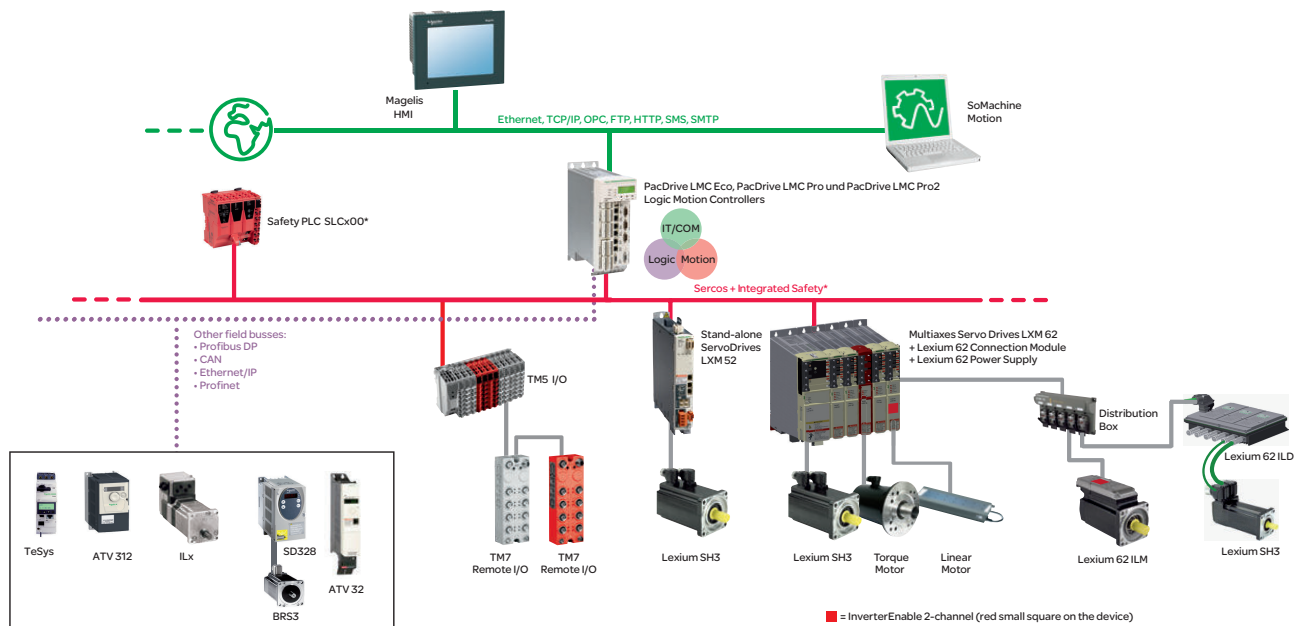 Magelis
HMI
Ethernet, TCP/IP, OPC, FTP, HTTP, SMS, SMTP
SoMachine
Motion
PacDrive LMC Eco, PacDrive LMC Pro und PacDrive LMC Pro2
Logic Motion Controllers
Safety PLC SLCx00*
IT/COM
Logic
Motion
Sercos + Integrated Safety*
Other field busses:
• Profibus DP
• CAN
• Ethernet/IP
• Profinet
Stand-alone
ServoDrives
LXM 52
Multiaxes Servo Drives LXM 62
+ Lexium 62 Connection Module
+ Lexium 62 Power Supply
TM5 I/O
Distribution
Box
Lexium 62 ILD
TeSys
ATV 312
ILx
SD328
ATV 32
BRS3
TM7
Remote I/O
TM7
Remote I/O
Lexium SH3
Lexium SH3
Torque
Motor
Linear
Motor
Lexium 62 ILM
Lexium SH3
= InverterEnable 2-channel (red small square on the device)